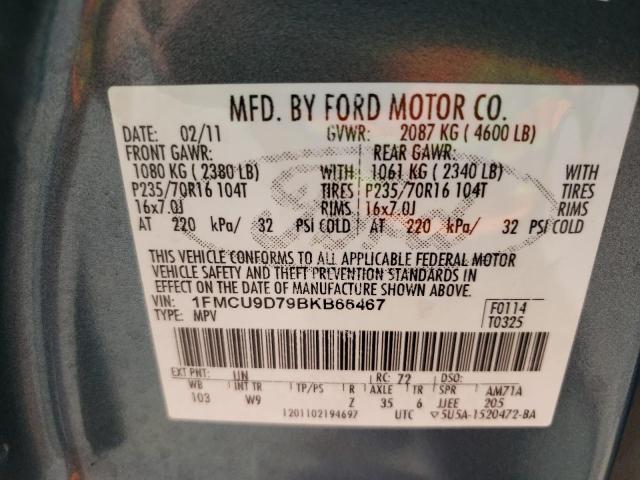 MFD. BY FORD MOTOR CO.
DATE: 02/11 GVWR: 2087 KG ( 4600 LB)
FRONT GAWR: REAR GAWR:
1080 KG ( 2380 LB) 1061 KG ( 2340 LB) WITH
P235/70R16 104T TIRES P235/70R16 104T TIRES
16x7.0J RIMS 16x7.0J RIMS
AT 220 kPa/ 32 PSI COLD AT 220 kPa/ 32 PSI COLD
Ford
THIS VEHICLE CONFORMS TO ALL APPLICABLE FEDERAL MOTOR
VEHICLE SAFETY AND THEFT PREVENTION STANDARDS IN
EFFECT ON THE DATE OF MANUFACTURE SHOWN ABOVE.
VIN: 1FMCU9D79BKB66467 F0114
TYPE: MPV T0325
EXT PNT: UN RC: 72 DSO:
WB INT TR TP/PS R AXLE TR SPR AM71A
103 W9 Z 35 6 JJEE 205
1201102194697 UTC ▽5U5A-1520472-BA